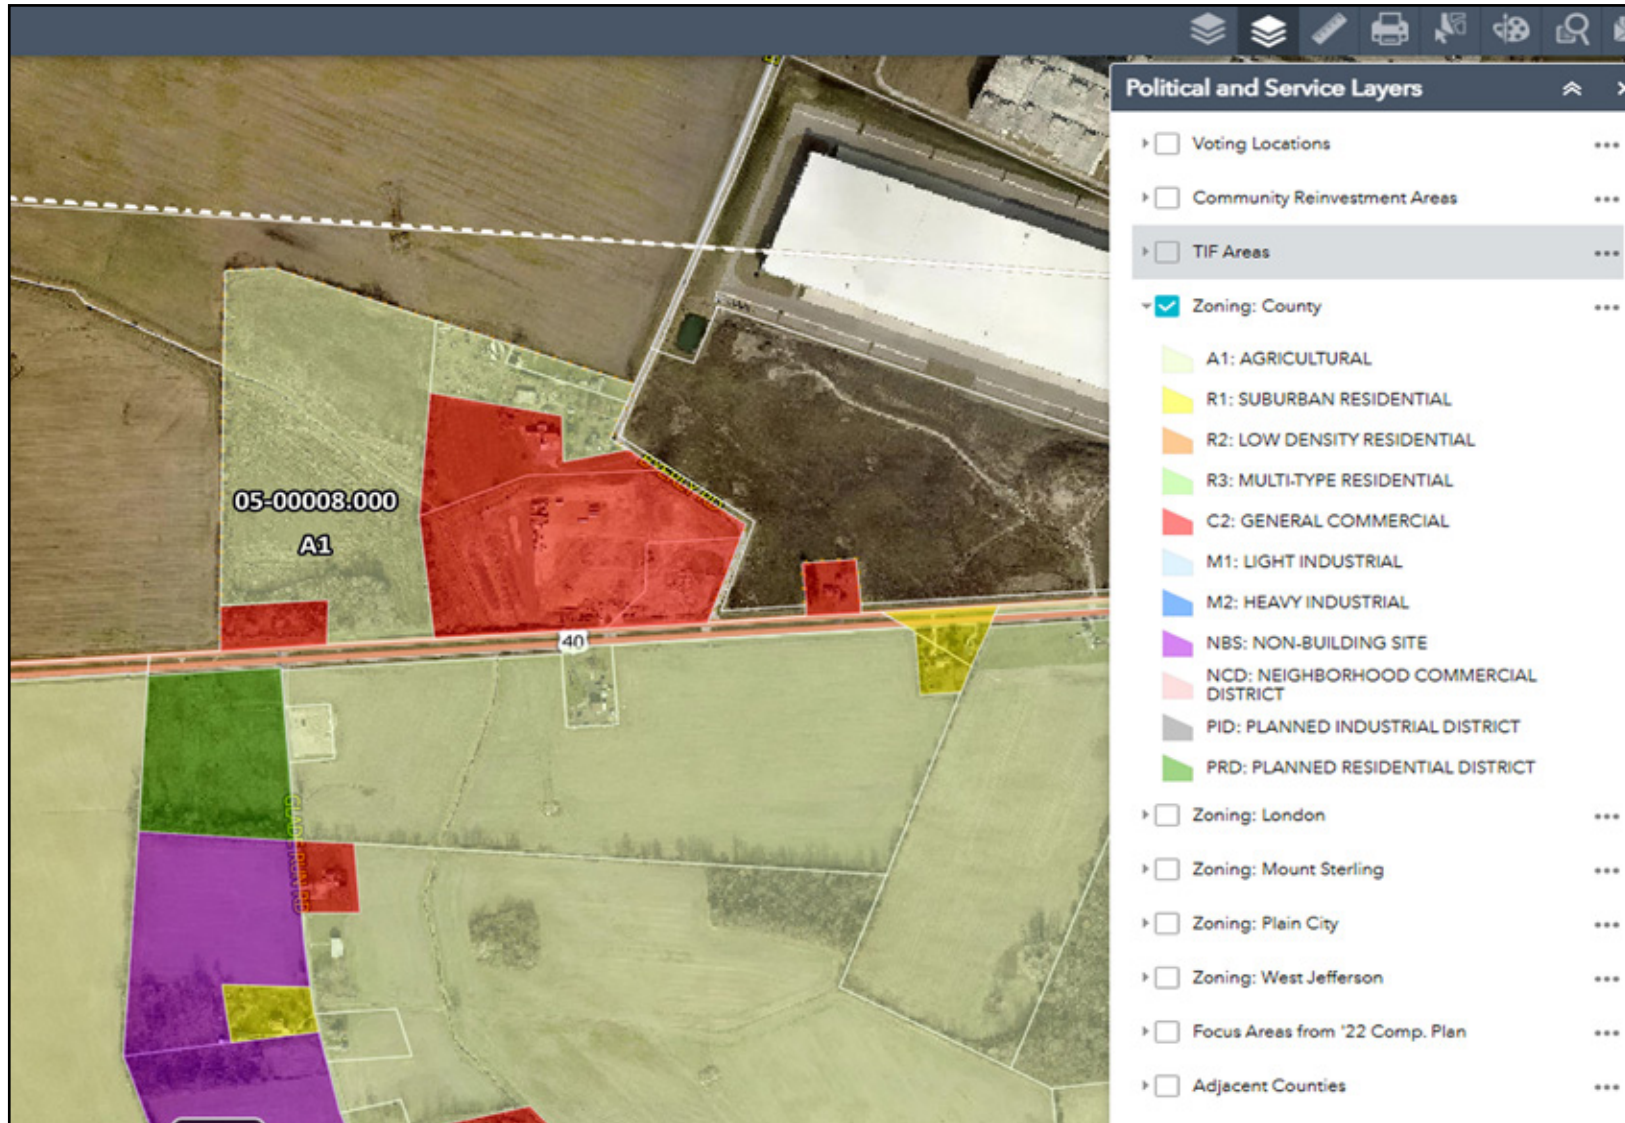 Political and Service Layers
Voting Locations
Community Reinvestment Areas
TIF Areas
Zoning: County
A1: AGRICULTURAL
R1: SUBURBAN RESIDENTIAL
R2: LOW DENSITY RESIDENTIAL
R3: MULTI-TYPE RESIDENTIAL
C2: GENERAL COMMERCIAL
M1: LIGHT INDUSTRIAL
M2: HEAVY INDUSTRIAL
NBS: NON-BUILDING SITE
NCD: NEIGHBORHOOD COMMERCIAL
DISTRICT
PID: PLANNED INDUSTRIAL DISTRICT
PRD: PLANNED RESIDENTIAL DISTRICT
Zoning: London
Zoning: Mount Sterling
Zoning: Plain City
Zoning: West Jefferson
Focus Areas from '22 Comp. Plan
Adjacent Counties
05-00008.000
A1
40
GLADE RUN RD